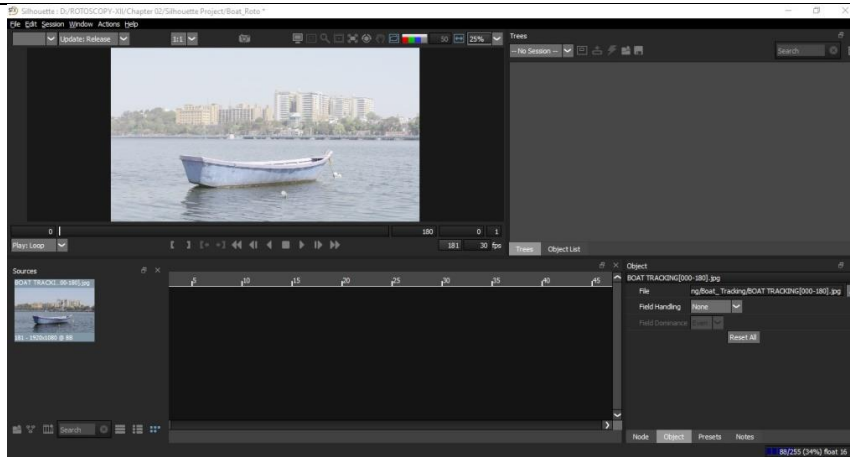 Silhouette : D:/ROTOSCOPY-XII/Chapter 02/Silhouette Project/Boat_Roto *
File Edit Session Window Actions Help
Update: Release 1:1 50 25%
0 180 0 1
Play: Loop 181 30 fps
Trees
-- No Session -- Search
Trees Object List
Sources
BOAT TRACKI...00-180].jpg
181 - 1920x1080 @ 8B
Search
5 10 15 20 25 30 35 40 45
Object
BOAT TRACKING[000-180].jpg
File ng/Boat_Tracking/BOAT TRACKING[000-180].jpg
Field Handling None
Field Dominance
Reset All
Node Object Presets Notes
88/255 (34%) float 16